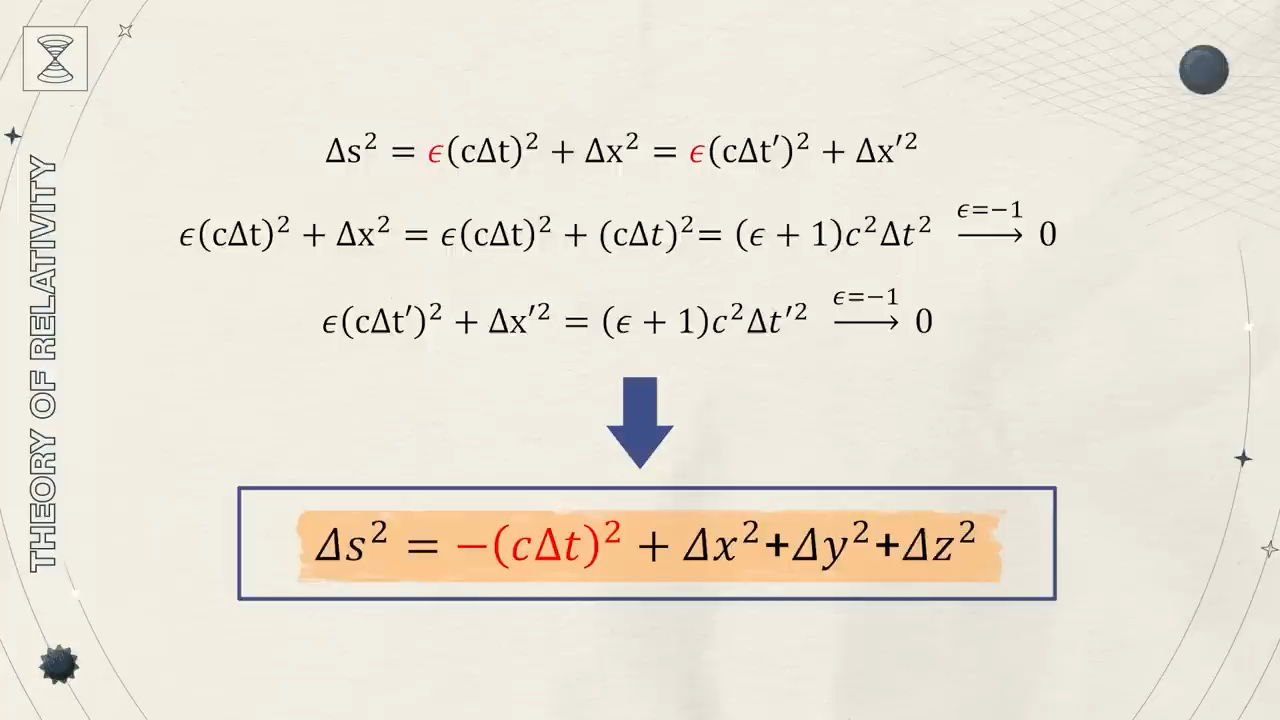 THEORY OF RELATIVITY
Δs² = ϵ(cΔt)² + Δx² = ϵ(cΔt′)² + Δx′²
ϵ(cΔt)² + Δx² = ϵ(cΔt)² + (cΔt)²= (ϵ + 1)c²Δt² ϵ=−1⟶ 0
ϵ(cΔt′)² + Δx′² = (ϵ + 1)c²Δt′² ϵ=−1⟶ 0
Δs² = −(cΔt)² + Δx²+Δy²+Δz²